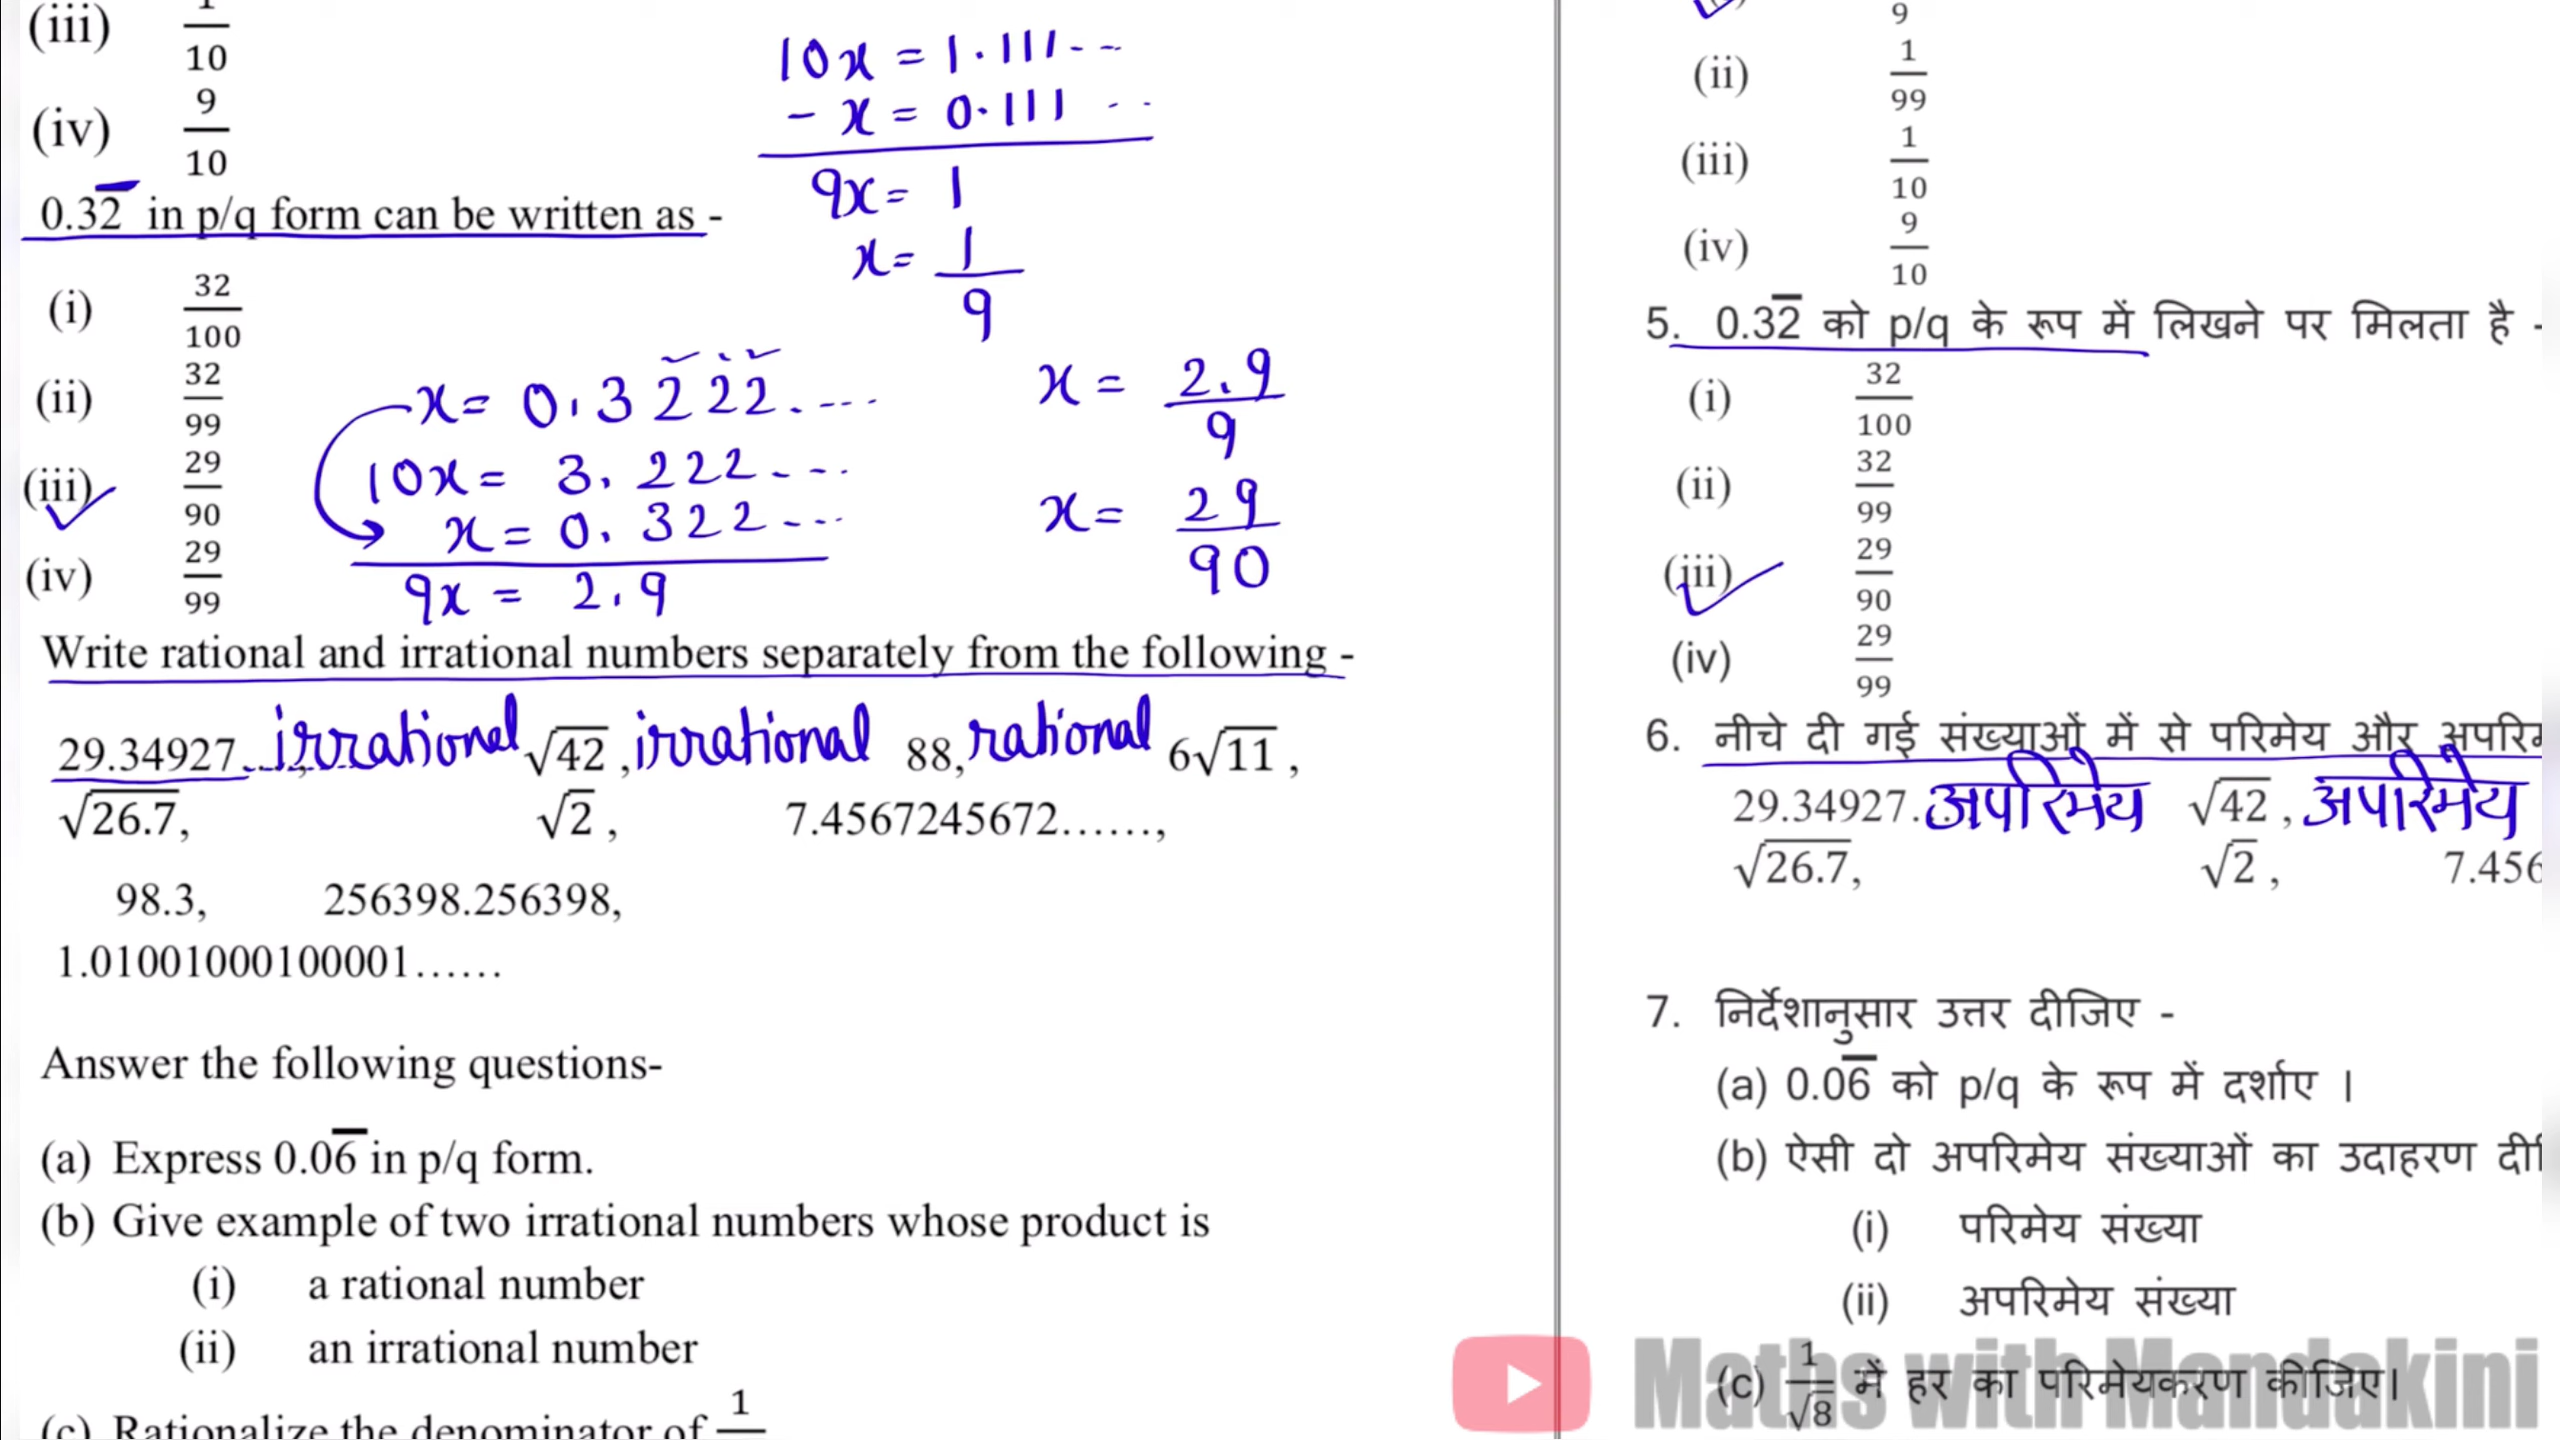 (iii) 1/10
(iv) 9/10
10x = 1.111---
- x = 0.111 --
9x = 1
x = 1/9
0.32̅ in p/q form can be written as -
(i) 32/100
(ii) 32/99
(iii) 29/90
(iv) 29/99
x = 0.3222.---
10x = 3.222---
x = 0.322---
9x = 2.9
x = 2.9/9
x = 29/90
Write rational and irrational numbers separately from the following -
29.34927...., irrational √42 , irrational 88, rational 6√11 ,
√26.7, √2 , 7.4567245672……,
98.3, 256398.256398,
1.01001000100001……
Answer the following questions-
(a) Express 0.06̅ in p/q form.
(b) Give example of two irrational numbers whose product is
(i) a rational number
(ii) an irrational number
(c) Rationalize the denominator of 1
9
(ii) 1/99
(iii) 1/10
(iv) 9/10
5. 0.32̅ को p/q के रूप में लिखने पर मिलता है -
(i) 32/100
(ii) 32/99
(iii) 29/90
(iv) 29/99
6. नीचे दी गई संख्याओं में से परिमेय और
29.34927. अपरिमेय √42 , अपरिमेय
√26.7, √2 , 7.456
7. निर्देशानुसार उत्तर दीजिए -
(a) 0.06̅ को p/q के रूप में दर्शाए ।
(b) ऐसी दो अपरिमेय संख्याओं का उदाहरण
(i) परिमेय संख्या
(ii) अपरिमेय संख्या
(c) 1/√8 में हर का परिमेयकरण कीजिए।
Maths with Mandakini